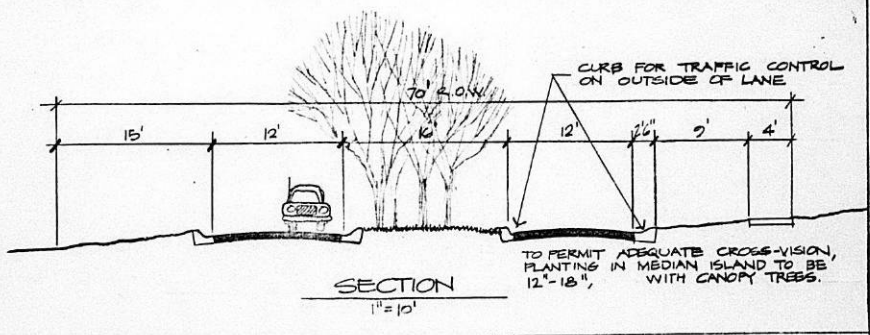 CURB FOR TRAFFIC CONTROL
ON OUTSIDE OF LANE
70' R.O.W.
15' 12' 16' 12' 2'6" 9' 4'
TO PERMIT ADEQUATE CROSS-VISION,
PLANTING IN MEDIAN ISLAND TO BE
12"-18", WITH CANOPY TREES.
SECTION
1"=10'